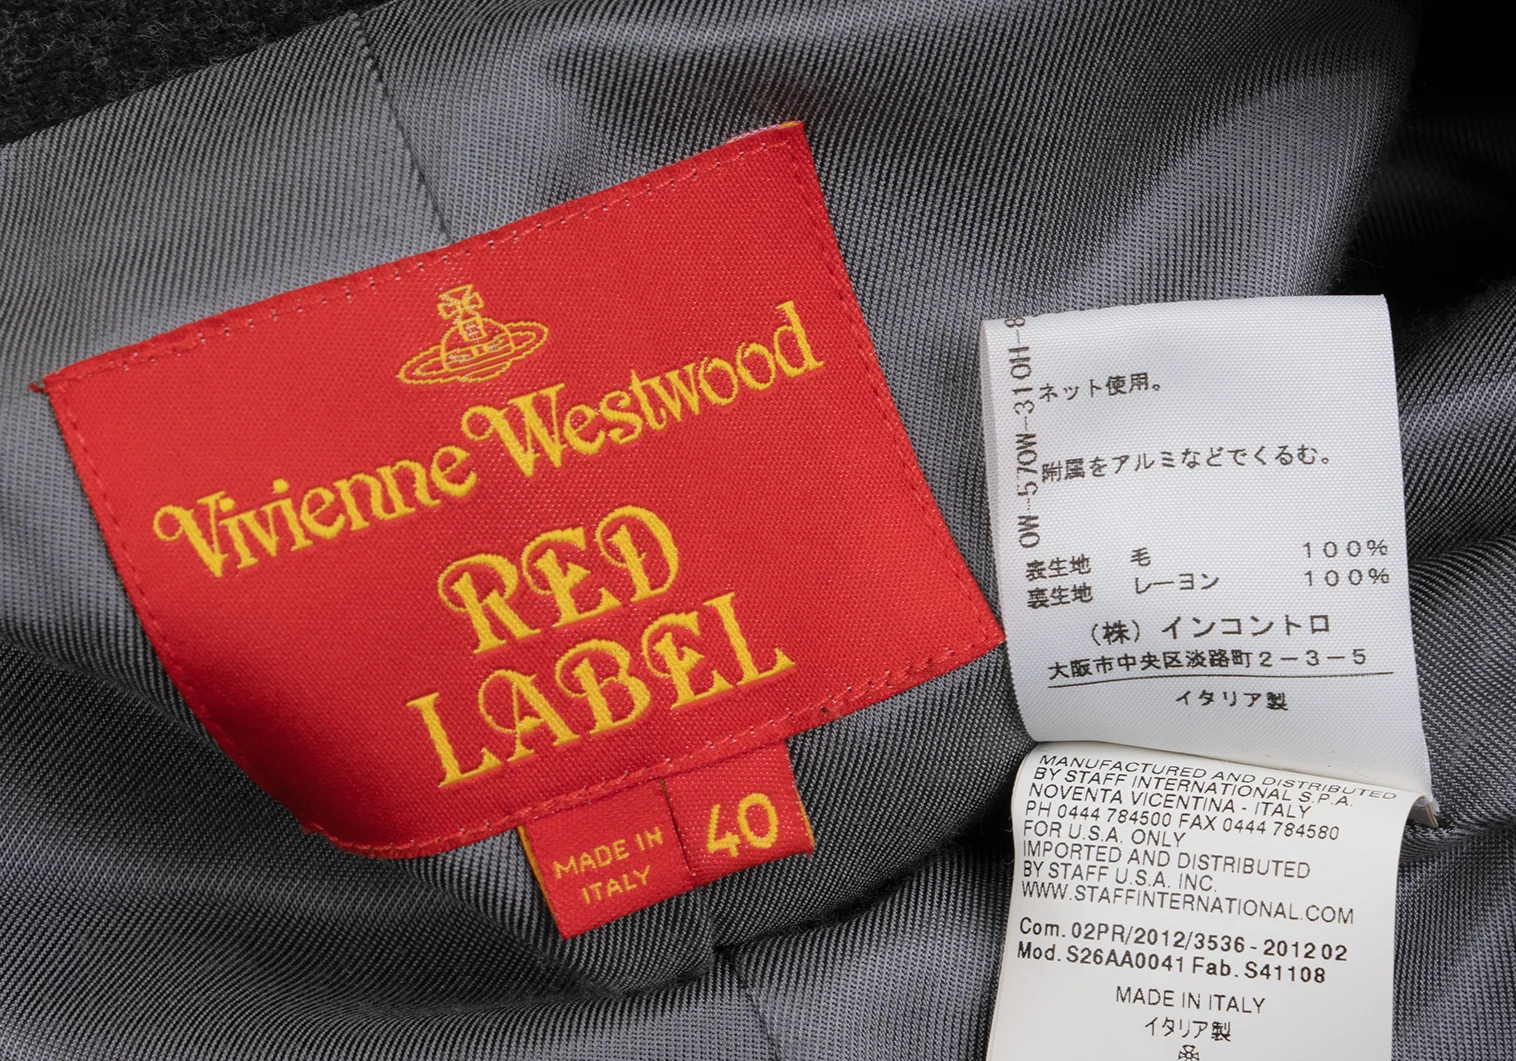 Vivienne Westwood
RED
LABEL
MADE IN
ITALY
40
ネット使用。
附属をアルミなどでくるむ。
表生地 毛 100%
裏生地 レーヨン 100%
(株)インコントロ
大阪市中央区淡路町2-3-5
イタリア製
MANUFACTURED AND DISTRIBUTED
BY STAFF INTERNATIONAL S.P.A.
NOVENTA VICENTINA - ITALY
PH 0444 784500 FAX 0444 784580
FOR U.S.A. ONLY
IMPORTED AND DISTRIBUTED
BY STAFF U.S.A. INC.
WWW.STAFFINTERNATIONAL.COM
Com. 02PR/2012/3536 - 2012 02
Mod. S26AA0041 Fab. S41108
MADE IN ITALY
イタリア製